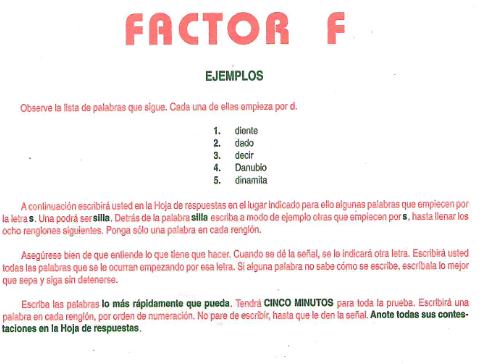 FACTOR F
EJEMPLOS
Observe la lista de palabras que sigue. Cada una de ellas empieza por d.
1. diente
2. dado
3. decir
4. Danubio
5. dinamita
A continuación escribirá usted en la Hoja de respuestas en el lugar indicado para ello algunas palabras que empiecen por
la letra s. Una podrá ser silla. Detrás de la palabra silla escriba a modo de ejemplo otras que empiecen por s, hasta llenar los
ocho renglones siguientes. Ponga sólo una palabra en cada renglón.
Asegúrese bien de que entiende lo que tiene que hacer. Cuando se dé la señal, se le indicará otra letra. Escribirá usted
todas las palabras que se le ocurran empezando por esa letra. Si alguna palabra no sabe cómo se escribe, escríbala lo mejor
que sepa y siga sin detenerse.
Escriba las palabras lo más rápidamente que pueda. Tendrá CINCO MINUTOS para toda la prueba. Escribirá una
palabra en cada renglón, por orden de numeración. No pare de escribir, hasta que le den la señal. Anote todas sus contes-
taciones en la Hoja de respuestas.